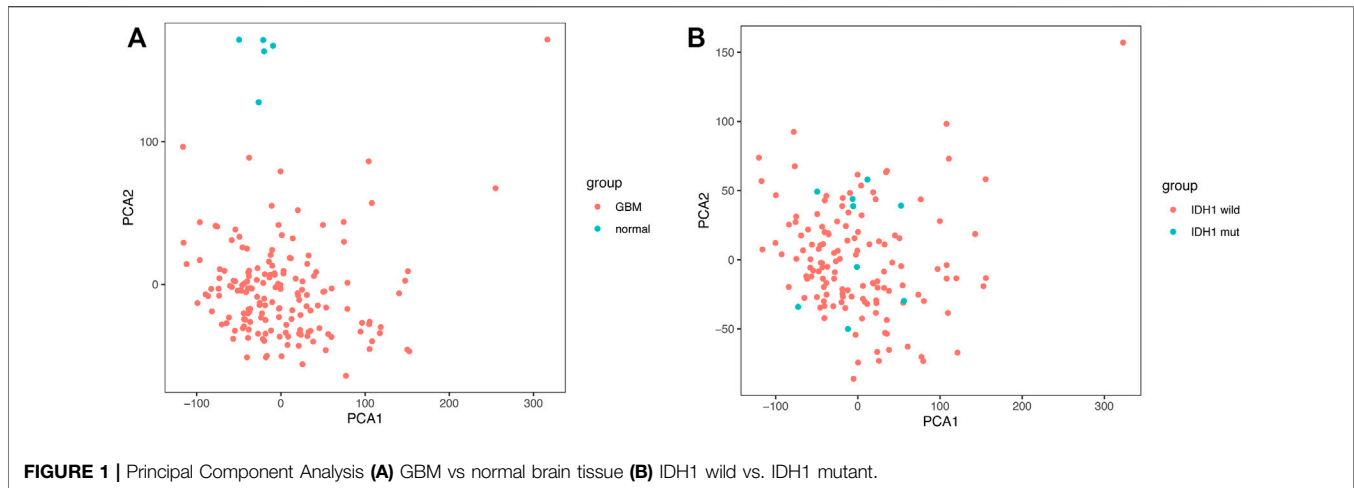 A
100
0
PCA2
−100
0
100
200
300
PCA1
group
GBM
normal
B
150
100
50
0
−50
PCA2
−100
0
100
200
300
PCA1
group
IDH1 wild
IDH1 mut
FIGURE 1 | Principal Component Analysis (A) GBM vs normal brain tissue (B) IDH1 wild vs. IDH1 mutant.